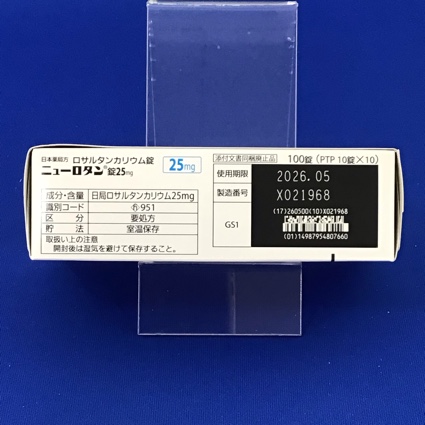 日本薬局方 ロサルタンカリウム錠
ニューロタン®錠25mg
25mg
成分・含量 日局ロサルタンカリウム25mg
識別コード 951
区分 要処方
貯法 室温保存
取扱い上の注意
開封後は湿気を避けて保存すること。
添付文書同梱廃止品 100錠 (PTP 10錠×10)
使用期限 2026.05
製造番号 X021968
GS1
(17)260500(10)X021968
(01)14987954807660